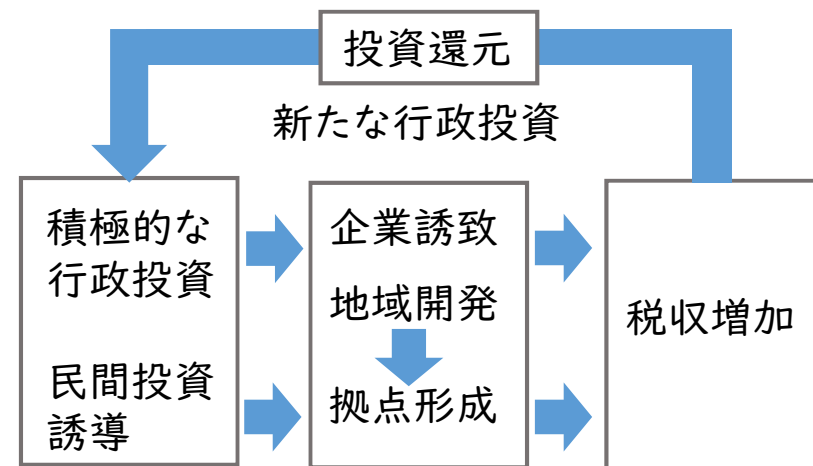 投資還元
新たな行政投資
積極的な
行政投資
民間投資
誘導
企業誘致
地域開発
拠点形成
税収増加